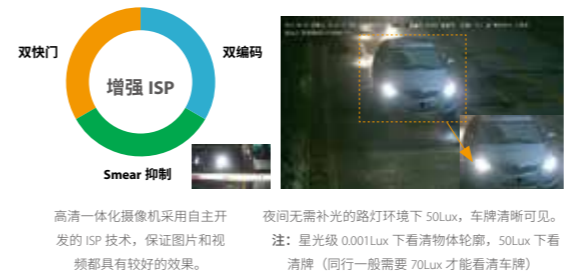 双快门
双编码
增强 ISP
Smear 抑制
高清一体化摄像机采用自主开
发的 ISP 技术，保证图片和视
频都具有较好的效果。
夜间无需补光的路灯环境下 50Lux，车牌清晰可见。
注：星光级 0.001Lux 下看清物体轮廓，50Lux 下看
清牌（同行一般需要 70Lux 才能看清车牌）